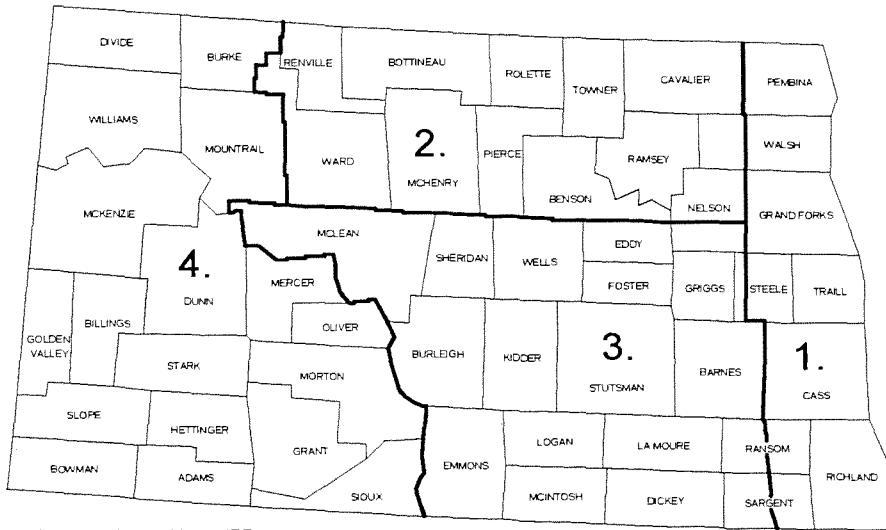 DIVIDE
BURKE
RENVILLE
BOTTINEAU
ROLETTE
TOWNER
CAVALIER
PEMBINA
WILLIAMS
MOUNTRAIL
WARD
2.
MCHENRY
PIERCE
BENSON
RAMSEY
WALSH
NELSON
GRAND FORKS
MCKENZIE
4.
DUNN
MCLEAN
MERCER
OLIVER
SHERIDAN
WELLS
EDDY
FOSTER
GRIGGS
STEELE
TRAILL
GOLDEN
VALLEY
BILLINGS
STARK
MORTON
BURLEIGH
KIDDER
3.
STUTSMAN
BARNES
1.
CASS
SLOPE
HETTINGER
GRANT
BOWMAN
ADAMS
SIOUX
EMMONS
LOGAN
LA MOURE
RANSOM
RICHLAND
MCINTOSH
DICKEY
SARGENT